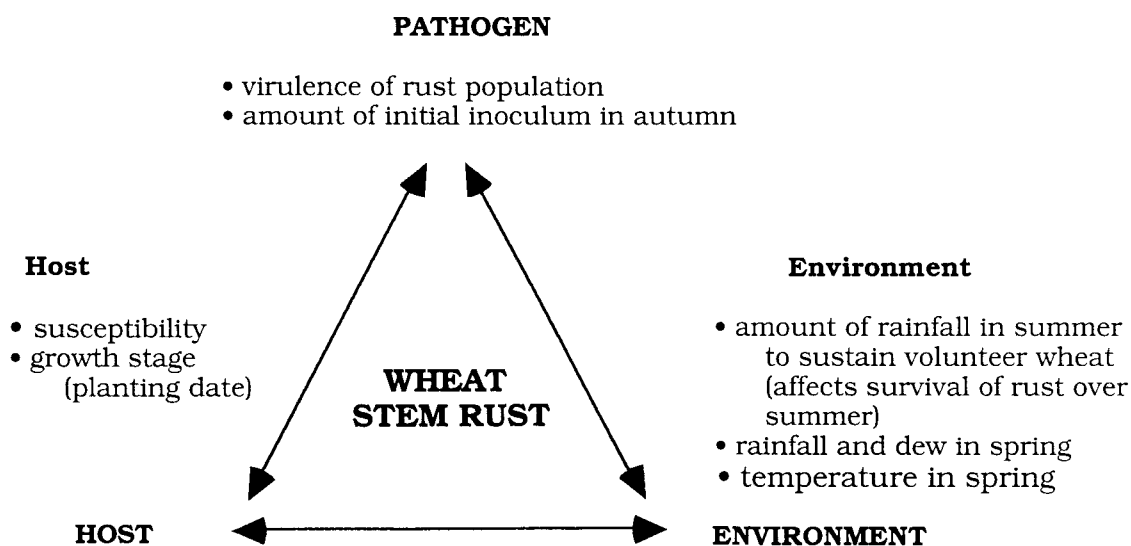 PATHOGEN
• virulence of rust population
• amount of initial inoculum in autumn
Host
• susceptibility
• growth stage
(planting date)
Environment
• amount of rainfall in summer
to sustain volunteer wheat
(affects survival of rust over
summer)
• rainfall and dew in spring
• temperature in spring
WHEAT
STEM RUST
HOST
ENVIRONMENT